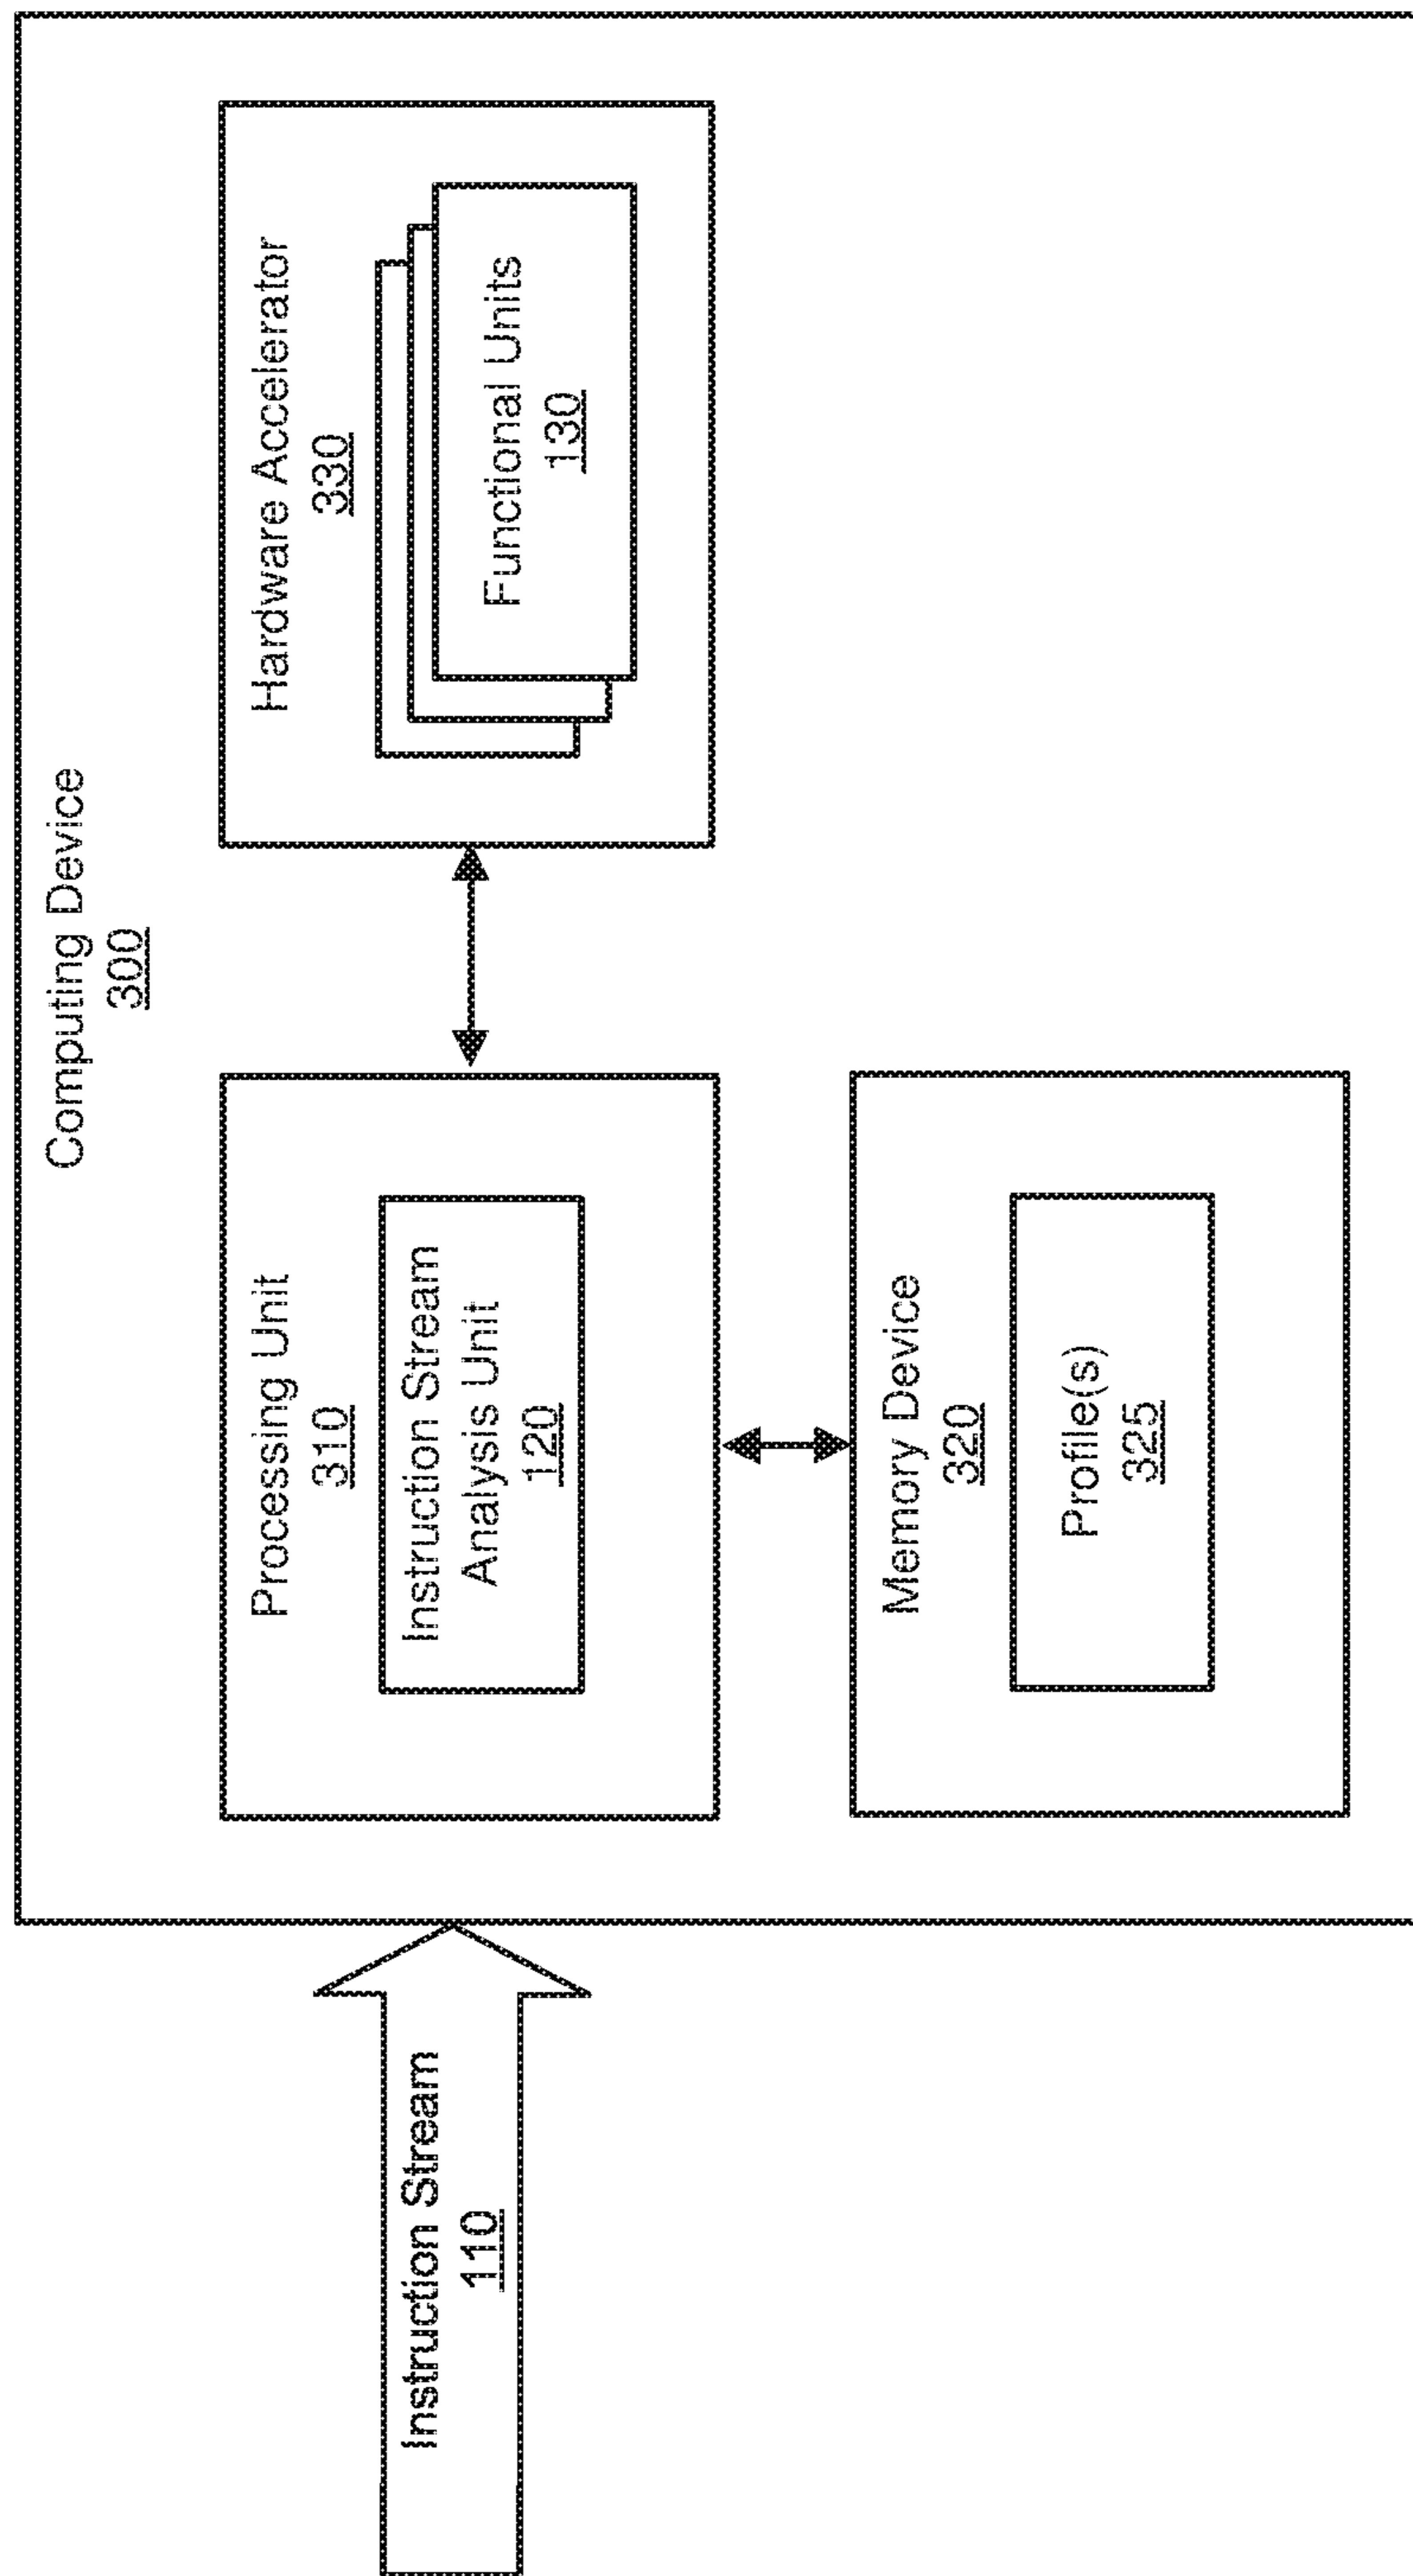 Computing Device
300
Instruction Stream
110
Processing Unit
310
Instruction Stream
Analysis Unit
120
Hardware Accelerator
330
Functional Units
130
Memory Device
320
Profile(s)
325